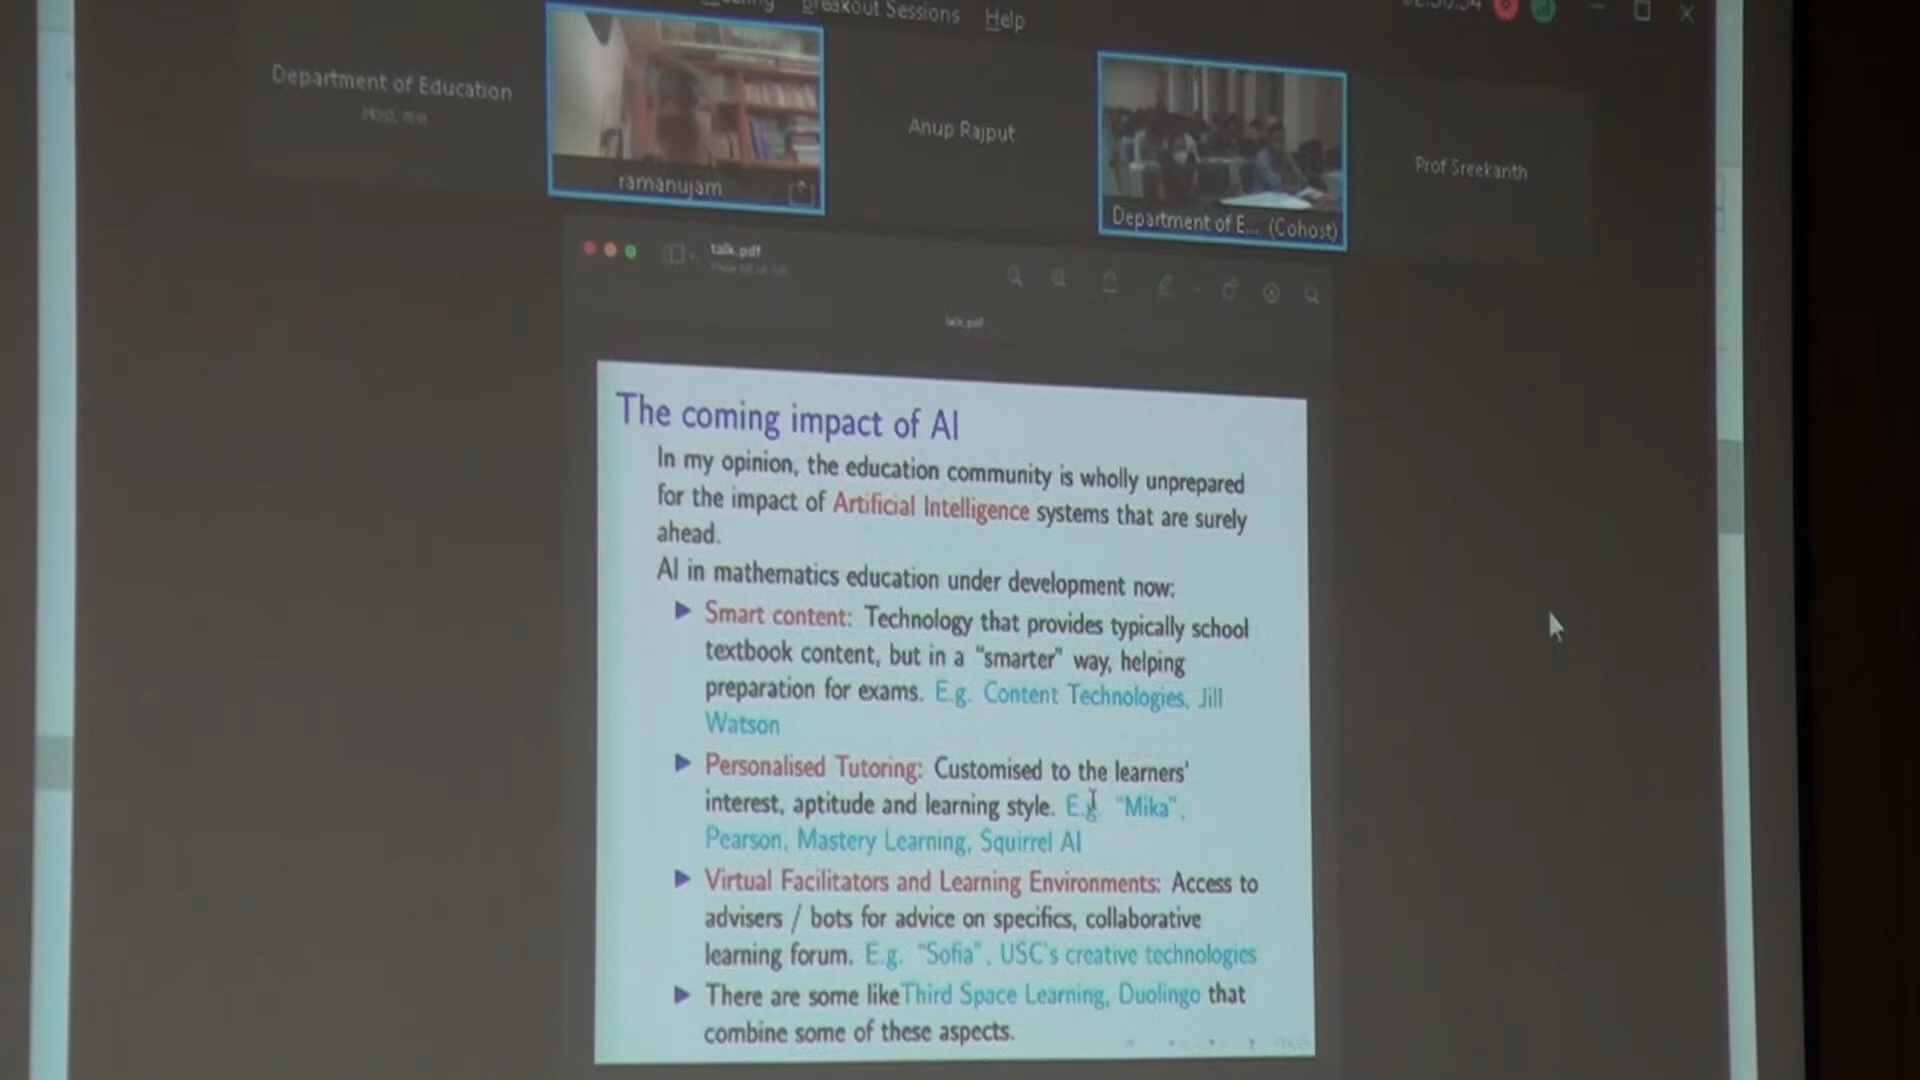 Breakout Sessions Help
Department of Education
ramanujam
Anup Rajput
Department of E... (Cohost)
Prof Sreekanth
talk.pdf
talk.pdf
The coming impact of AI
In my opinion, the education community is wholly unprepared
for the impact of Artificial Intelligence systems that are surely
ahead.
AI in mathematics education under development now:
Smart content: Technology that provides typically school
textbook content, but in a "smarter" way, helping
preparation for exams. E.g. Content Technologies, Jill
Watson
Personalised Tutoring: Customised to the learners'
interest, aptitude and learning style. E.g. "Mika",
Pearson, Mastery Learning, Squirrel AI
Virtual Facilitators and Learning Environments: Access to
advisers / bots for advice on specifics, collaborative
learning forum. E.g. "Sofia", USC's creative technologies
There are some like Third Space Learning, Duolingo that
combine some of these aspects.